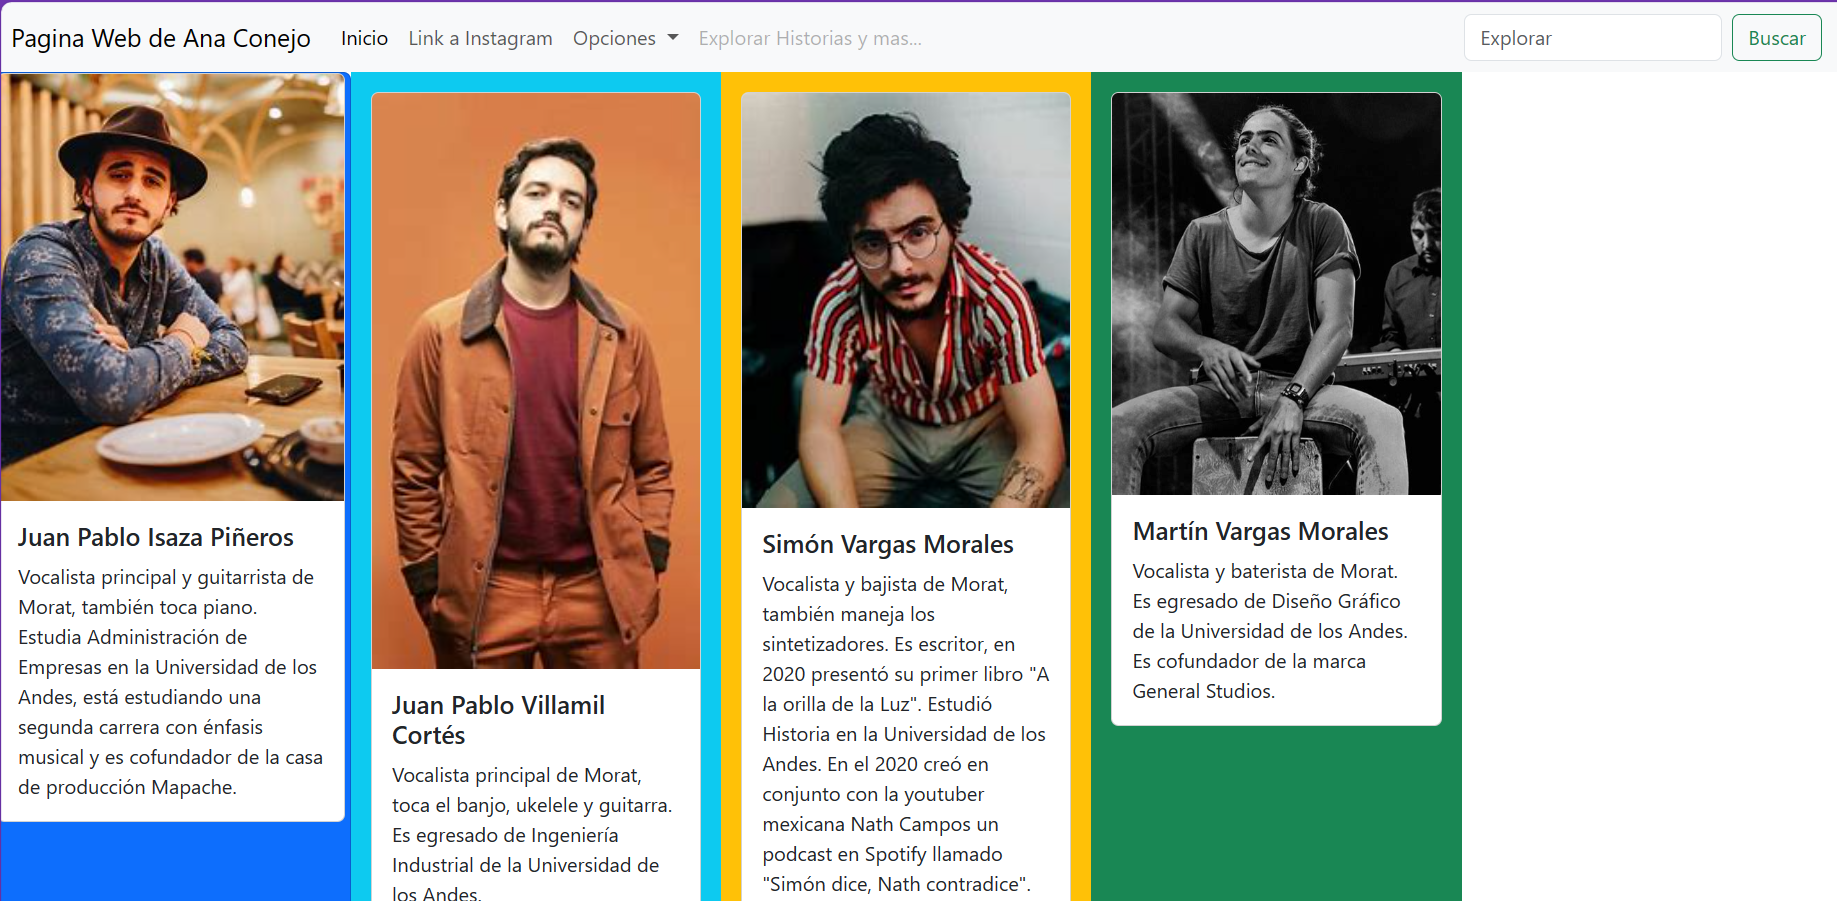 Pagina Web de Ana Conejo
Inicio
Link a Instagram
Opciones
Explorar Historias y mas...
Explorar
Buscar
Juan Pablo Isaza Piñeros
Vocalista principal y guitarrista de
Morat, también toca piano.
Estudia Administración de
Empresas en la Universidad de los
Andes, está estudiando una
segunda carrera con énfasis
musical y es cofundador de la casa
de producción Mapache.
Juan Pablo Villamil
Cortés
Vocalista principal de Morat,
toca el banjo, ukelele y guitarra.
Es egresado de Ingeniería
Industrial de la Universidad de
los Andes.
Simón Vargas Morales
Vocalista y bajista de Morat,
también maneja los
sintetizadores. Es escritor, en
2020 presentó su primer libro "A
la orilla de la Luz". Estudió
Historia en la Universidad de los
Andes. En el 2020 creó en
conjunto con la youtuber
mexicana Nath Campos un
podcast en Spotify llamado
"Simón dice, Nath contradice".
Martín Vargas Morales
Vocalista y baterista de Morat.
Es egresado de Diseño Gráfico
de la Universidad de los Andes.
Es cofundador de la marca
General Studios.